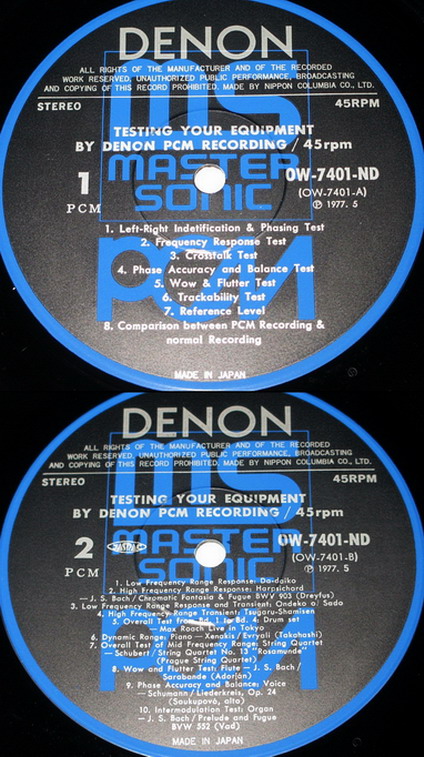 DENON
ALL RIGHTS OF THE MANUFACTURER AND OF THE RECORDED
WORK RESERVED. UNAUTHORIZED PUBLIC PERFORMANCE, BROADCASTING
AND COPYING OF THIS RECORD PROHIBITED. MADE BY NIPPON COLUMBIA CO., LTD.
STEREO 45RPM
MS
TESTING YOUR EQUIPMENT
BY DENON PCM RECORDING / 45rpm
MASTER
SONIC
1
PCM
OW-7401-ND
(OW-7401-A)
Ⓟ 1977. 5
1. Left-Right Indetification & Phasing Test
2. Frequency Response Test
3. Crosstalk Test
4. Phase Accuracy and Balance Test
5. Wow & Flutter Test
6. Trackability Test
7. Reference Level
8. Comparison between PCM Recording &
normal Recording
PCM
MADE IN JAPAN
DENON
ALL RIGHTS OF THE MANUFACTURER AND OF THE RECORDED
WORK RESERVED. UNAUTHORIZED PUBLIC PERFORMANCE, BROADCASTING
AND COPYING OF THIS RECORD PROHIBITED. MADE BY NIPPON COLUMBIA CO., LTD.
STEREO 45RPM
MS
TESTING YOUR EQUIPMENT
BY DENON PCM RECORDING / 45rpm
MASTER
SONIC
2
JASRAC
PCM
OW-7401-ND
(OW-7401-B)
Ⓟ 1977. 5
1. Low Frequency Range Response: Da-daiko
2. High Frequency Range Response: Harpsichord
— J. S. Bach / Chromatic Fantasia & Fugue BWV 903 (Dreyfus)
3. Low Frequency Range Response and Transient: Ondeko o/ Sado
4. High Frequency Range Transient: Tsugaru-Shamisen
5. Overall Test from Bd. 1 to Bd. 4: Drum set
— Max Roach Live in Tokyo
6. Dynamic Range: Piano — Xenakis / Evryali (Takahashi)
7. Overall Test of Mid Frequency Range: String Quartet
— Schubert / String Quartet No. 13 "Rosamunde"
(Prague String Quartet)
8. Wow and Flutter Test: Flute — J. S. Bach /
Sarabande (Adorján)
9. Phase Accuracy and Balance: Voice
— Schumann / Liederkreis, Op. 24
(Soukupovó, alto)
10. Intermodulation Test: Organ
— J. S. Bach / Prelude and Fugue
BVW 552 (Vad)
MADE IN JAPAN